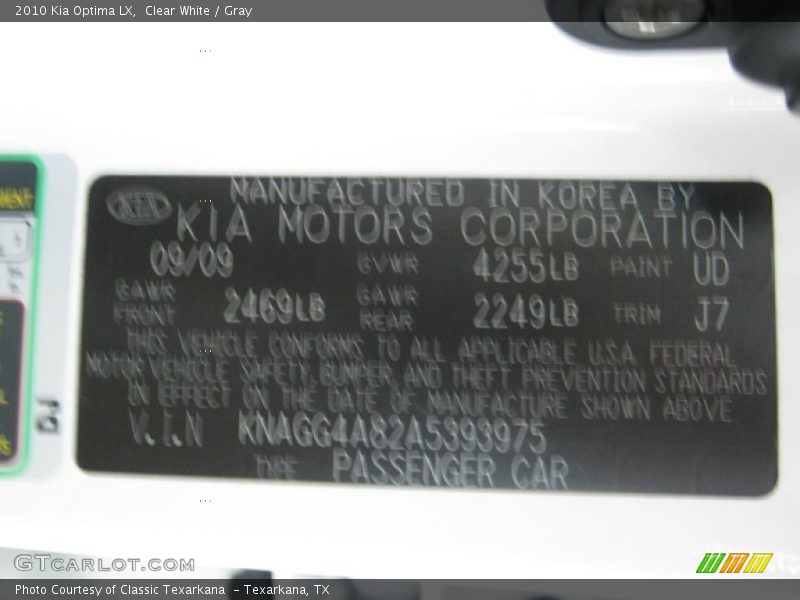 2010 Kia Optima LX,  Clear White / Gray
MANUFACTURED IN KOREA BY
KIA KIA MOTORS CORPORATION
09/09 GVWR 4255LB PAINT UD
GAWR FRONT 2469LB GAWR REAR 2249LB TRIM J7
THIS VEHICLE CONFORMS TO ALL APPLICABLE U.S.A. FEDERAL
MOTOR VEHICLE SAFETY, BUMPER, AND THEFT PREVENTION STANDARDS
IN EFFECT ON THE DATE OF MANUFACTURE SHOWN ABOVE
V.I.N KNAGG4A82A5393975
TYPE PASSENGER CAR
GTCARLOT.COM
Photo Courtesy of Classic Texarkana  - Texarkana, TX